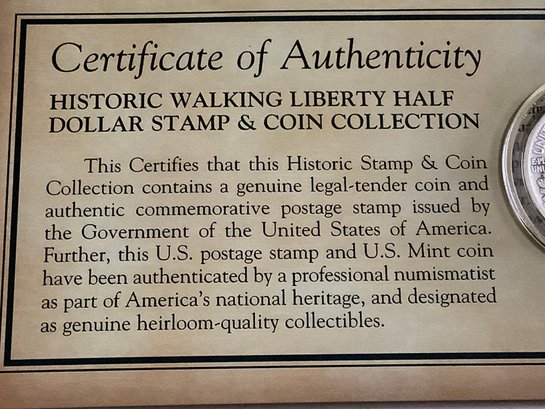 Certificate of Authenticity
HISTORIC WALKING LIBERTY HALF
DOLLAR STAMP & COIN COLLECTION
This Certifies that this Historic Stamp & Coin
Collection contains a genuine legal-tender coin and
authentic commemorative postage stamp issued by
the Government of the United States of America.
Further, this U.S. postage stamp and U.S. Mint coin
have been authenticated by a professional numismatist
as part of America's national heritage, and designated
as genuine heirloom-quality collectibles.